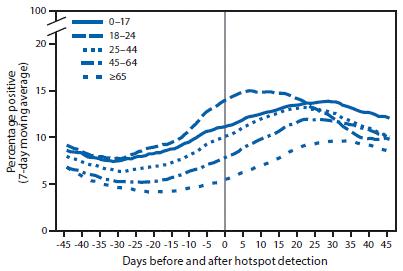 100
20
15
10
5
0
0–17
18–24
25–44
45–64
≥65
Percentage positive
(7-day moving average)
-45 -40 -35 -30 -25 -20 -15 -10 -5 0 5 10 15 20 25 30 35 40 45
Days before and after hotspot detection